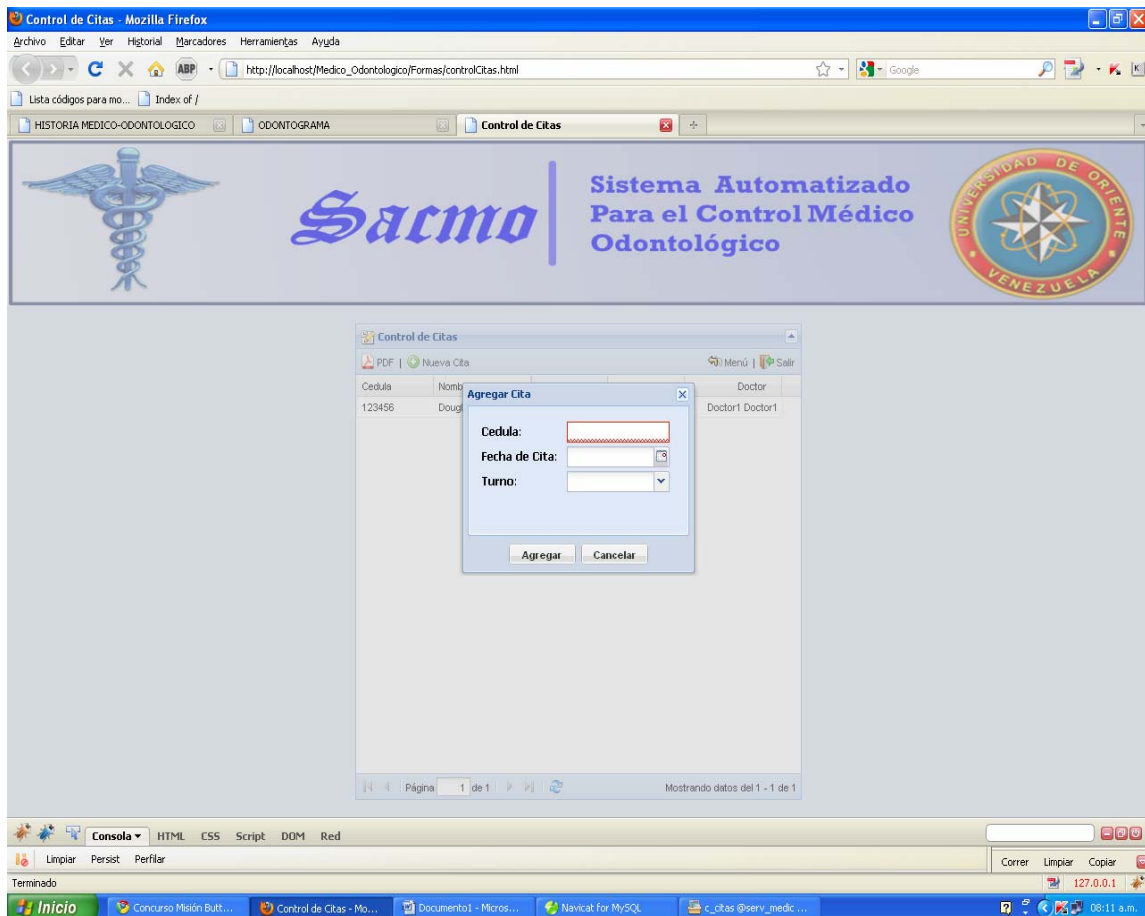 Control de Citas - Mozilla Firefox
Archivo Editar Ver Historial Marcadores Herramientas Ayuda
ABP http://localhost/Medico_Odontologico/Formas/controlCitas.html Google
Lista códigos para mo... Index of /
HISTORIA MEDICO-ODONTOLOGICO ODONTOGRAMA Control de Citas
Sacmo
Sistema Automatizado
Para el Control Médico
Odontológico
UNIVERSIDAD DE ORIENTE
VENEZUELA
Control de Citas
PDF | Nueva Cita Menú | Salir
Cedula Nomb Doctor
123456 Doug Doctor1 Doctor1
Agregar Cita
Cedula:
Fecha de Cita:
Turno:
Agregar Cancelar
Página 1 de 1 Mostrando datos del 1 - 1 de 1
Consola HTML CSS Script DOM Red
Limpiar Persist Perfilar Correr Limpiar Copiar
Terminado 127.0.0.1
Inicio Concurso Misión Butt... Control de Citas - Mo... Documento1 - Micros... Navicat for MySQL c_citas @serv_medic ... 08:11 a.m.